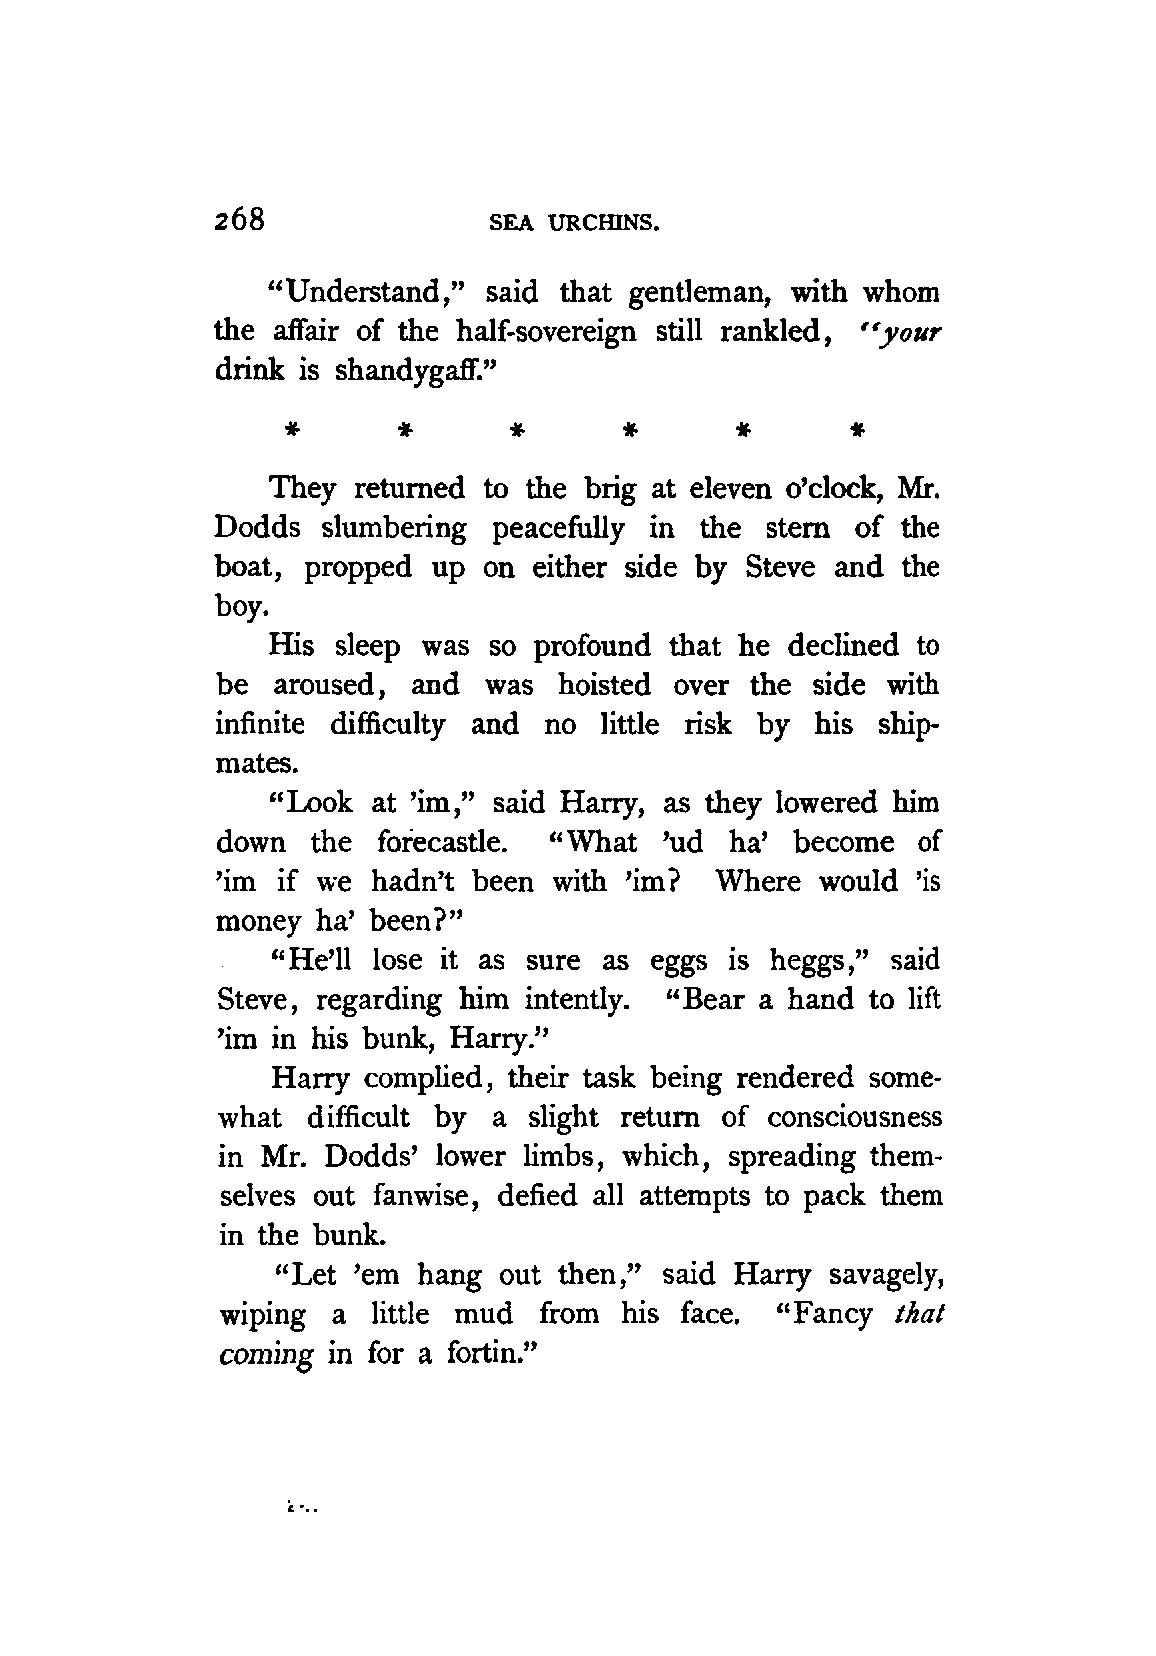 268 SEA URCHINS.
“Understand,” said that gentleman, with whom
the affair of the half-sovereign still rankled, “your
drink is shandygaff.”
* * * * * *
They returned to the brig at eleven o’clock, Mr.
Dodds slumbering peacefully in the stern of the
boat, propped up on either side by Steve and the
boy.
His sleep was so profound that he declined to
be aroused, and was hoisted over the side with
infinite difficulty and no little risk by his ship-
mates.
“Look at ’im,” said Harry, as they lowered him
down the forecastle. “What ’ud ha’ become of
’im if we hadn’t been with ’im? Where would ’is
money ha’ been?”
“He’ll lose it as sure as eggs is heggs,” said
Steve, regarding him intently. “Bear a hand to lift
’im in his bunk, Harry.”
Harry complied, their task being rendered some-
what difficult by a slight return of consciousness
in Mr. Dodds’ lower limbs, which, spreading them-
selves out fanwise, defied all attempts to pack them
in the bunk.
“Let ’em hang out then,” said Harry savagely,
wiping a little mud from his face. “Fancy that
coming in for a fortin.”